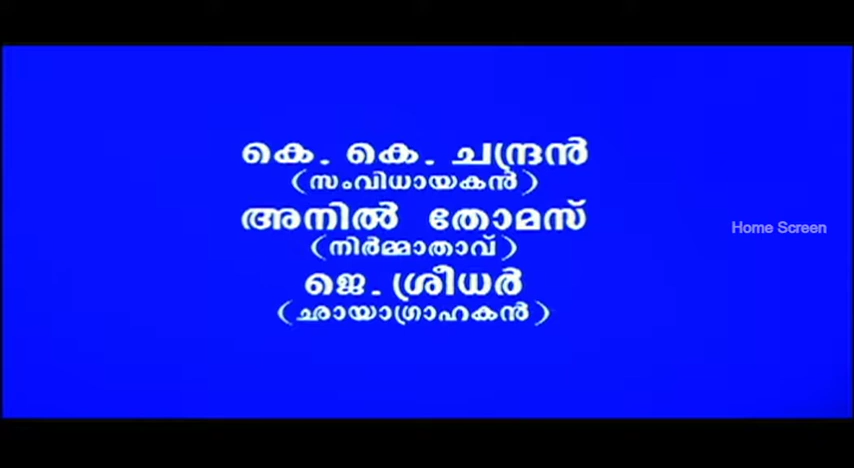 കെ. കെ. ചന്ദ്രൻ
(സംവിധായകൻ)
അനിൽ തോമസ്
(നിർമ്മാതാവ്)
ജെ. ശ്രീധർ
(ഛായാഗ്രാഹകൻ)
Home Screen